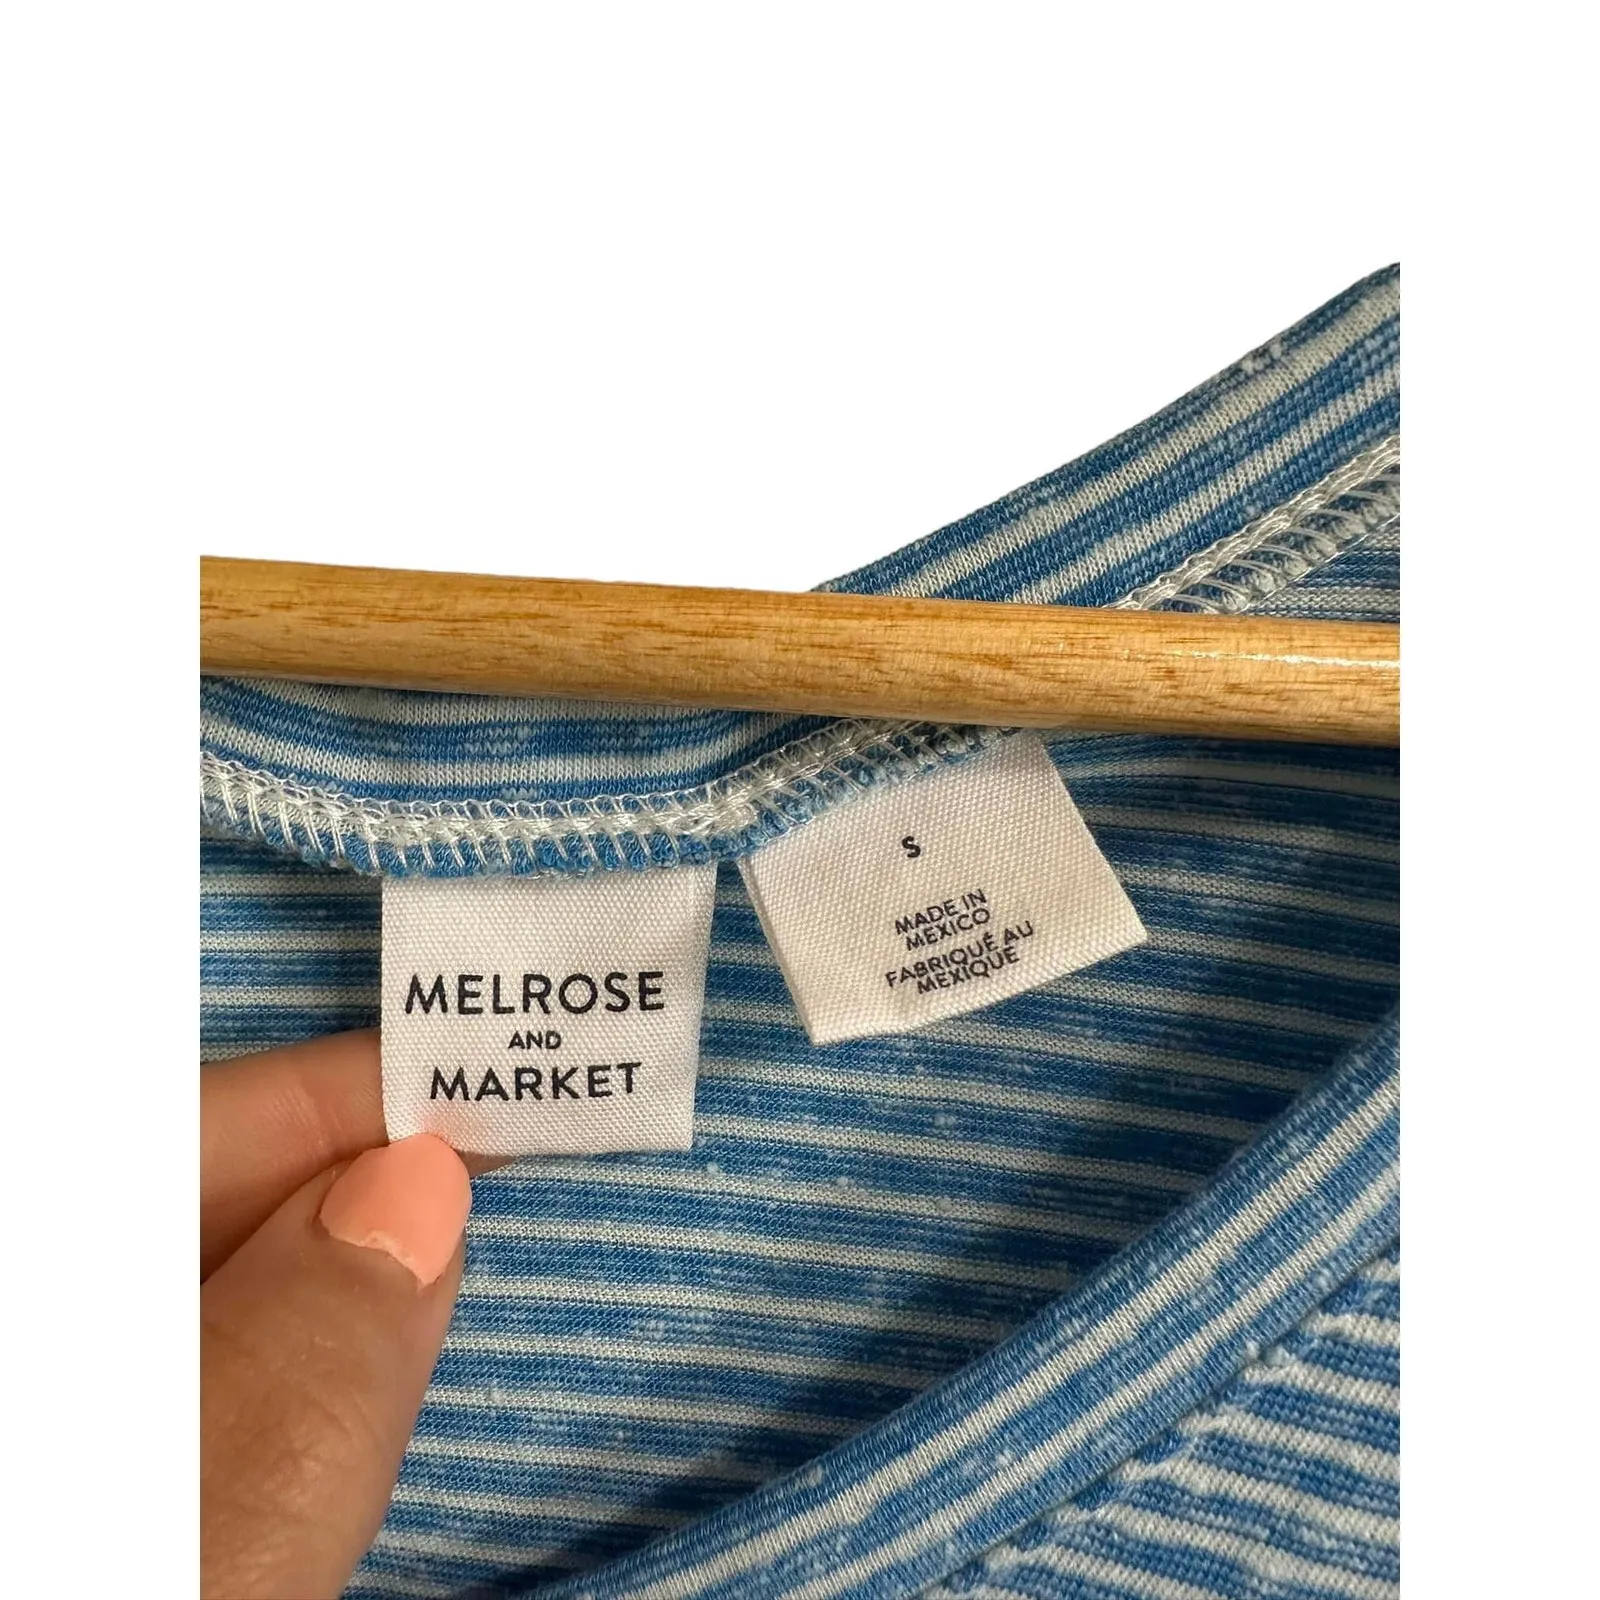 MELROSE
AND
MARKET
S
MADE IN
MEXICO
FABRIQUÉ AU
MEXIQUE